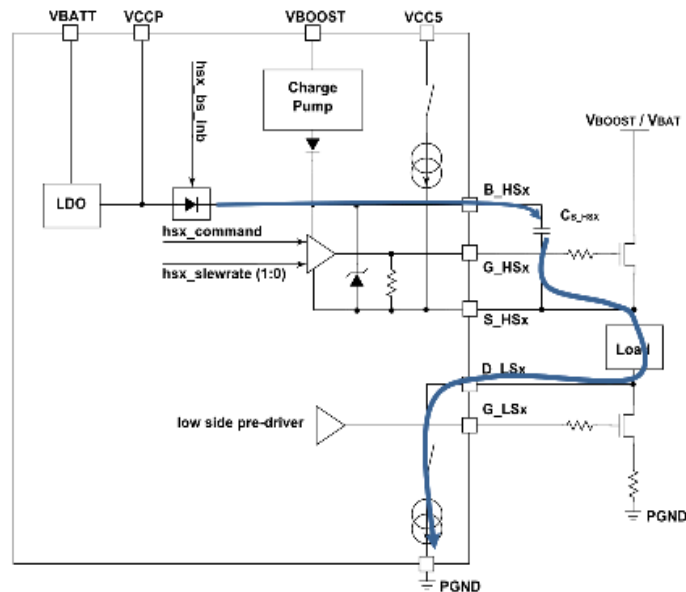 VBATT VCCP VBOOST VCC5
hsx_bs_inb
Charge
Pump
VBOOST / VBAT
LDO
B_HSx
CB_HSX
hsx_command
hsx_slewrate (1:0)
G_HSx
S_HSx
Load
D_LSx
G_LSx
low side pre-driver
PGND
PGND